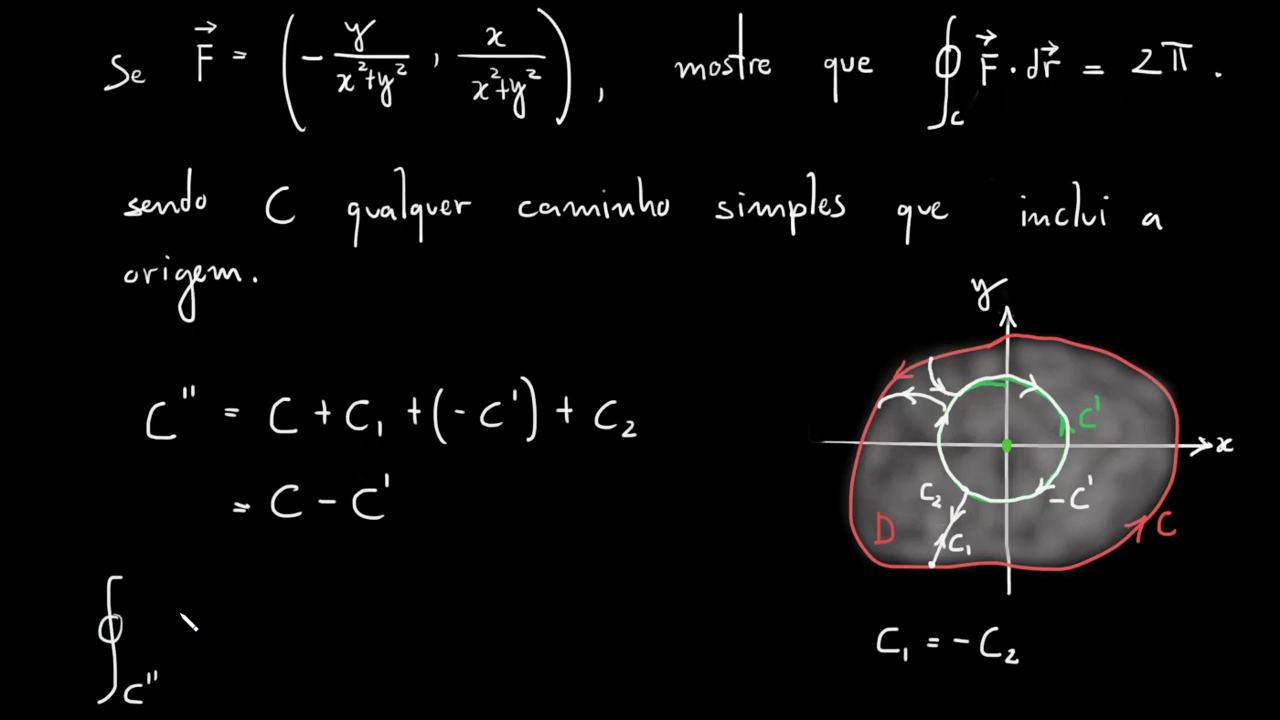 Se F⃗ = (-y/(x²+y²), x/(x²+y²)), mostre que ∮_C F⃗ · dr⃗ = 2π.
sendo C qualquer caminho simples que inclui a
origem.
y
C'' = C + C₁ + (-C') + C₂
C'
x
= C - C'
C₂
-C'
D
C₁
C
∮_C''
C₁ = -C₂